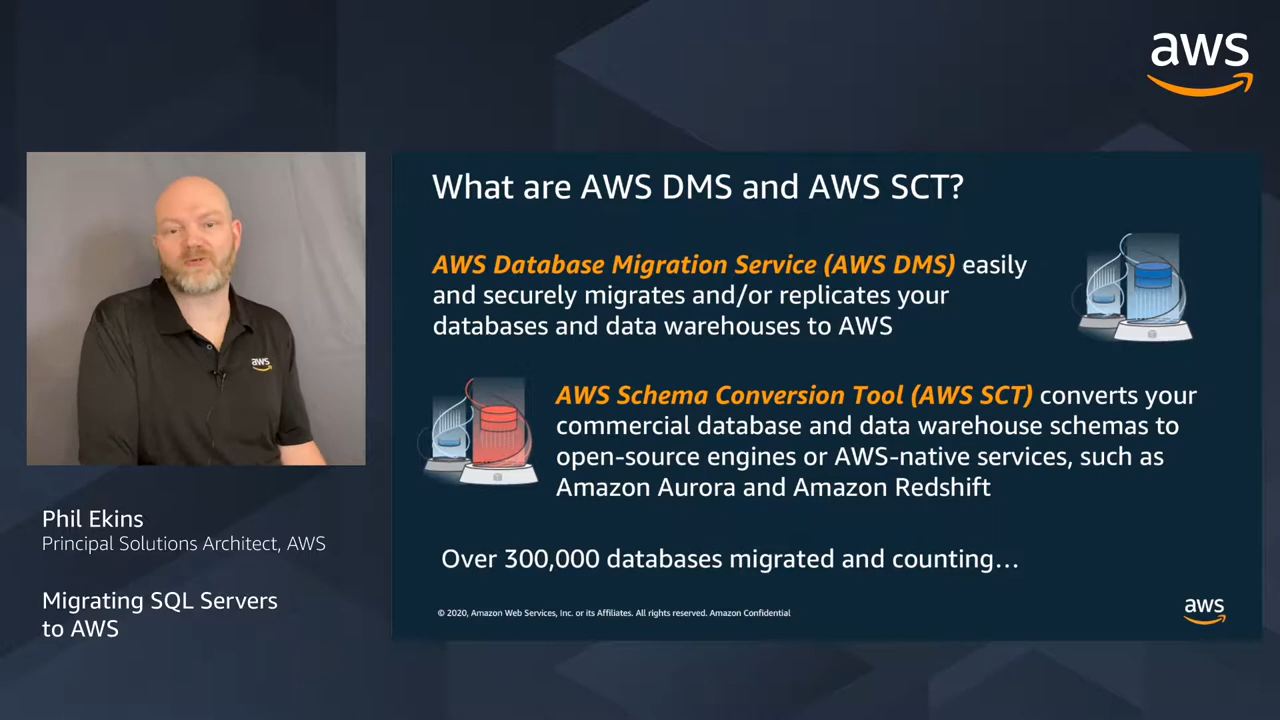 aws
What are AWS DMS and AWS SCT?
AWS Database Migration Service (AWS DMS) easily
and securely migrates and/or replicates your
databases and data warehouses to AWS
AWS Schema Conversion Tool (AWS SCT) converts your
commercial database and data warehouse schemas to
open-source engines or AWS-native services, such as
Amazon Aurora and Amazon Redshift
Over 300,000 databases migrated and counting…
© 2020, Amazon Web Services, Inc. or its Affiliates. All rights reserved. Amazon Confidential
aws
aws
Phil Ekins
Principal Solutions Architect, AWS
Migrating SQL Servers
to AWS